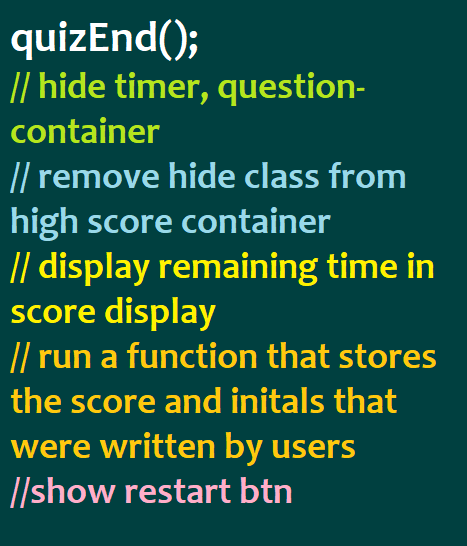 quizEnd();
// hide timer, question-
container
// remove hide class from
high score container
// display remaining time in
score display
// run a function that stores
the score and initals that
were written by users
//show restart btn